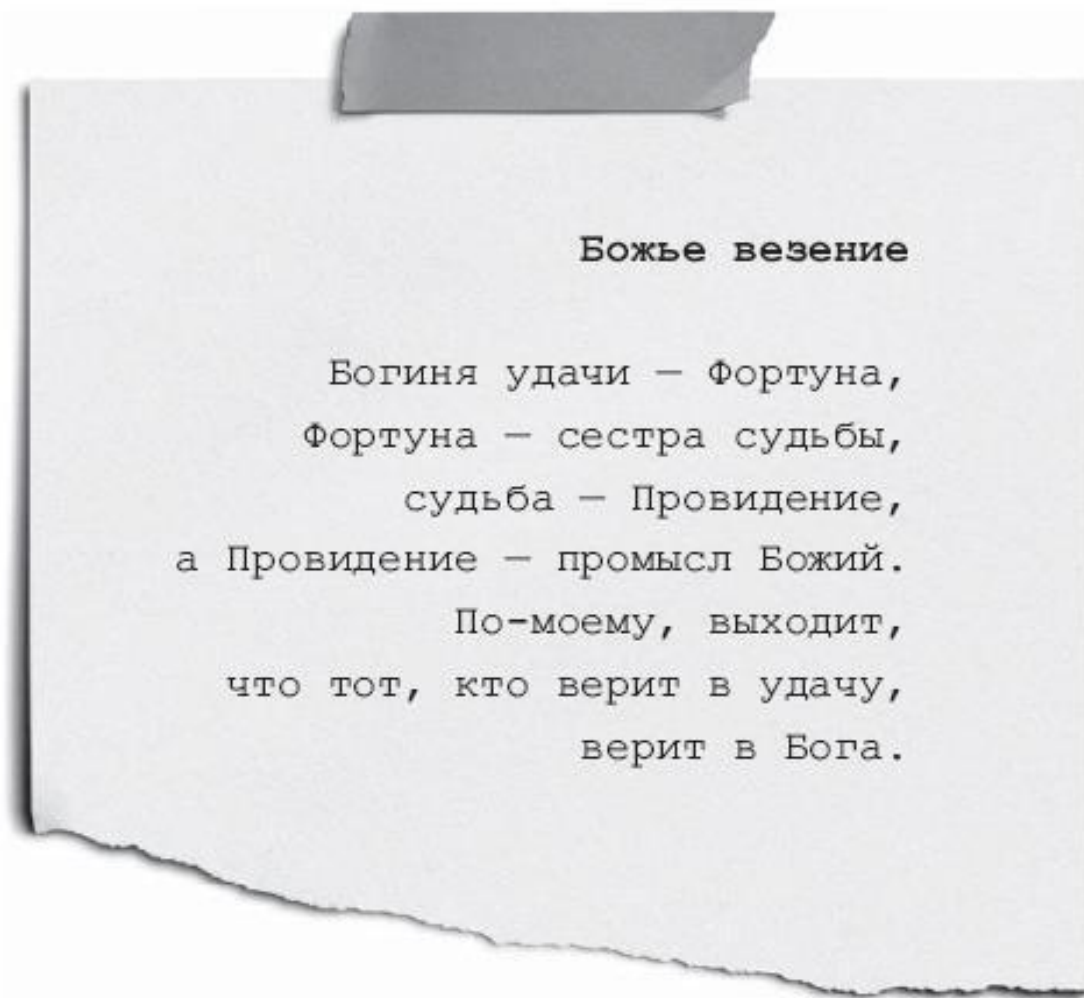 Божье везение
Богиня удачи — Фортуна,
Фортуна — сестра судьбы,
судьба — Провидение,
а Провидение — промысл Божий.
По-моему, выходит,
что тот, кто верит в удачу,
верит в Бога.